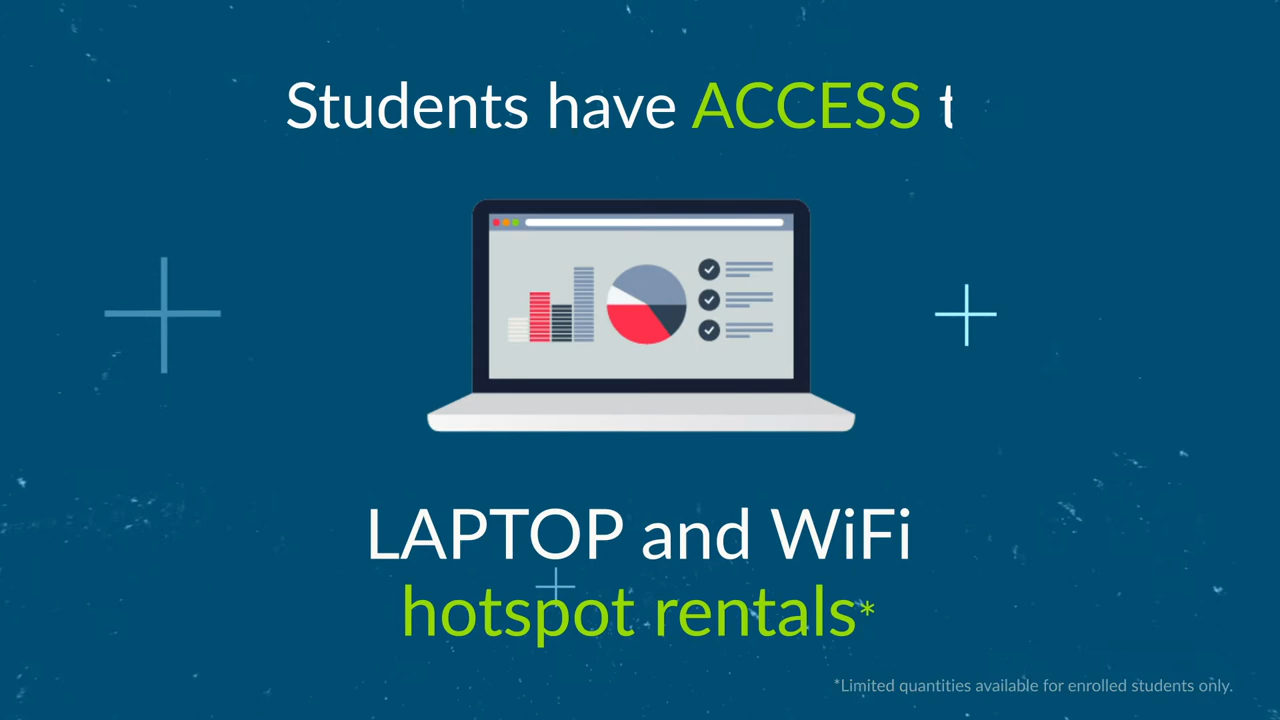 Students have ACCESS t
LAPTOP and WiFi
hotspot rentals*
*Limited quantities available for enrolled students only.